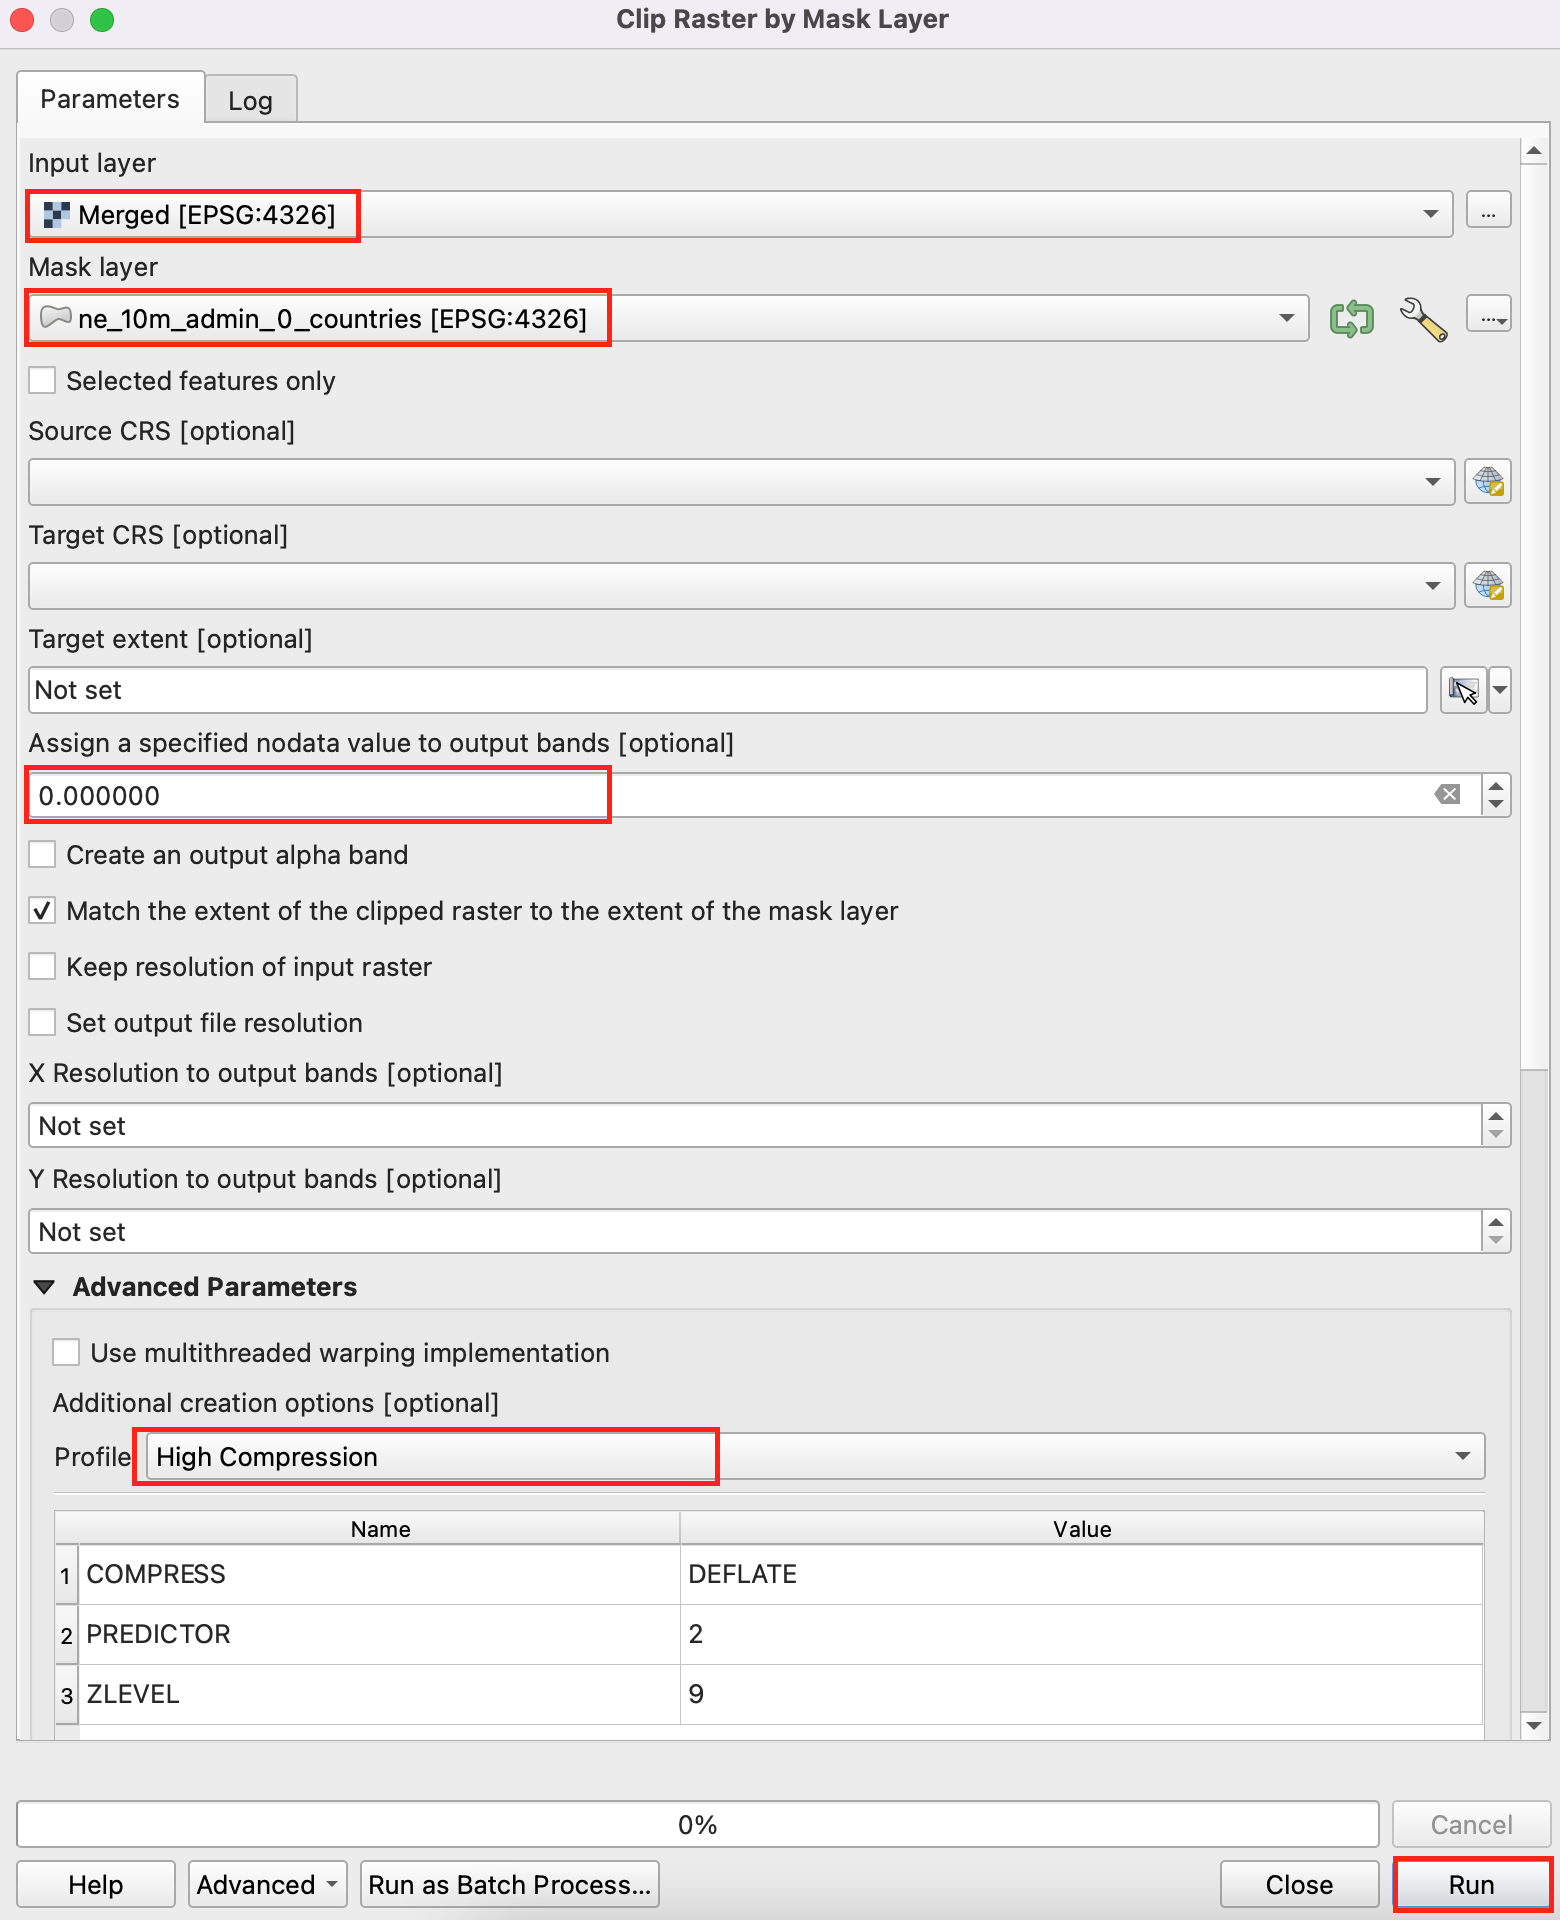 Clip Raster by Mask Layer
Parameters
Log
Input layer
Merged [EPSG:4326]
...
Mask layer
ne_10m_admin_0_countries [EPSG:4326]
...
Selected features only
Source CRS [optional]
Target CRS [optional]
Target extent [optional]
Not set
Assign a specified nodata value to output bands [optional]
0.000000
Create an output alpha band
Match the extent of the clipped raster to the extent of the mask layer
Keep resolution of input raster
Set output file resolution
X Resolution to output bands [optional]
Not set
Y Resolution to output bands [optional]
Not set
Advanced Parameters
Use multithreaded warping implementation
Additional creation options [optional]
Profile High Compression
Name Value
1 COMPRESS DEFLATE
2 PREDICTOR 2
3 ZLEVEL 9
0%
Cancel
Help Advanced Run as Batch Process... Close Run